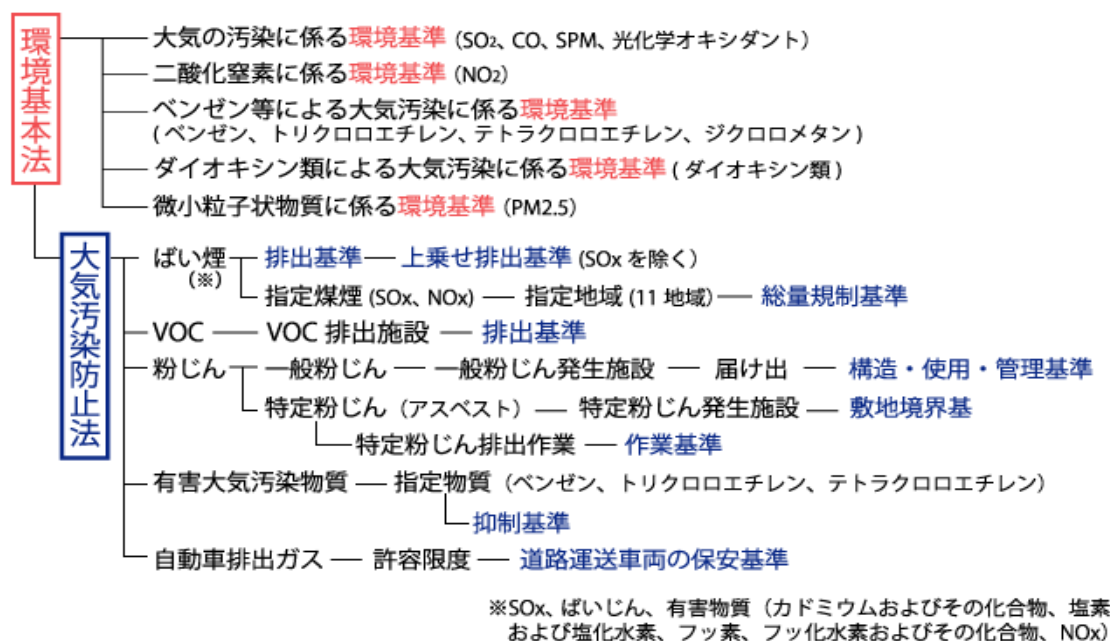 環境基本法
大気の汚染に係る環境基準（SO₂、CO、SPM、光化学オキシダント）
二酸化窒素に係る環境基準（NO₂）
ベンゼン等による大気汚染に係る環境基準
( ベンゼン、トリクロロエチレン、テトラクロロエチレン、ジクロロメタン )
ダイオキシン類による大気汚染に係る環境基準 ( ダイオキシン類 )
微小粒子状物質に係る環境基準（PM2.5）
大気汚染防止法
ばい煙 排出基準 上乗せ排出基準 (SOx を除く）
（※） 指定煤煙 (SOx、NOx) 指定地域 (11 地域） 総量規制基準
VOC VOC 排出施設 排出基準
粉じん 一般粉じん 一般粉じん発生施設 届け出 構造・使用・管理基準
特定粉じん（アスベスト） 特定粉じん発生施設 敷地境界基
特定粉じん排出作業 作業基準
有害大気汚染物質 指定物質（ベンゼン、トリクロロエチレン、テトラクロロエチレン）
抑制基準
自動車排出ガス 許容限度 道路運送車両の保安基準
※SOx、ばいじん、有害物質（カドミウムおよびその化合物、塩素
および塩化水素、フッ素、フッ化水素およびその化合物、NOx）